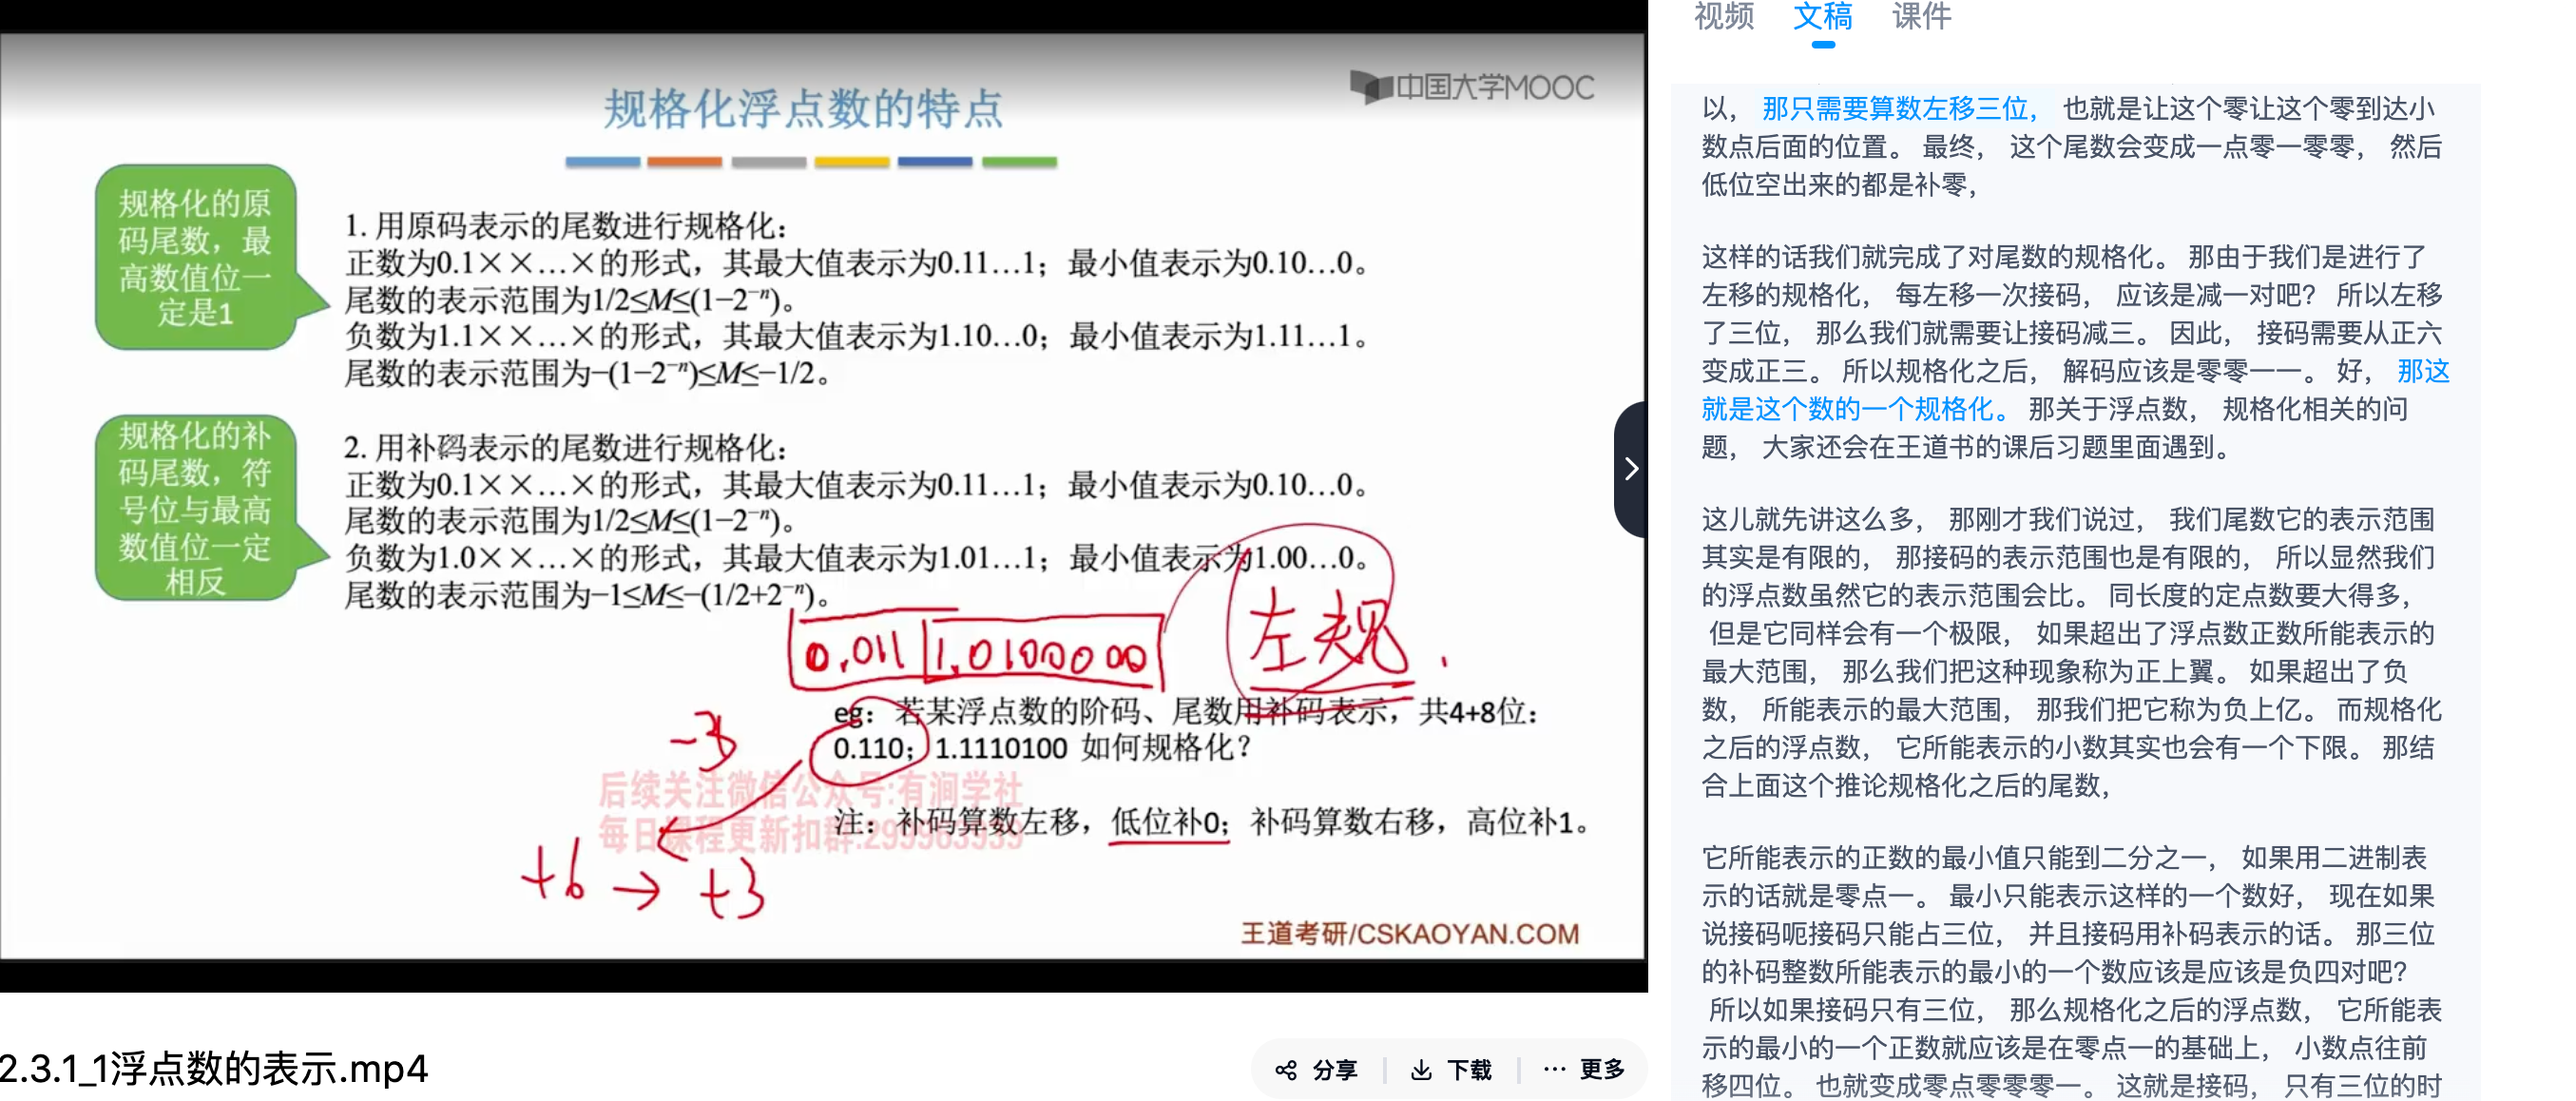 中国大学MOOC
规格化浮点数的特点
规格化的原
码尾数，最
高数值位一
定是1
1. 用原码表示的尾数进行规格化：
正数为0.1××…×的形式，其最大值表示为0.11…1；最小值表示为0.10…0。
尾数的表示范围为1/2≤M≤(1−2⁻ⁿ)。
负数为1.1××…×的形式，其最大值表示为1.10…0；最小值表示为1.11…1。
尾数的表示范围为−(1−2⁻ⁿ)≤M≤−1/2。
规格化的补
码尾数，符
号位与最高
数值位一定
相反
2. 用补码表示的尾数进行规格化：
正数为0.1××…×的形式，其最大值表示为0.11…1；最小值表示为0.10…0。
尾数的表示范围为1/2≤M≤(1−2⁻ⁿ)。
负数为1.0××…×的形式，其最大值表示为1.01…1；最小值表示为1.00…0。
尾数的表示范围为−1≤M≤−(1/2+2⁻ⁿ)。
0.011 1.0100000 左规
eg：若某浮点数的阶码、尾数用补码表示，共4+8位：
0.110；1.1110100 如何规格化？
-3
后续关注微信公众号:有涧学社
每日课程更新扣群:299963939
注：补码算数左移，低位补0；补码算数右移，高位补1。
+6 → +3
王道考研/CSKAOYAN.COM
2.3.1_1浮点数的表示.mp4
分享 下载 更多
视频 文稿 课件
以， 那只需要算数左移三位， 也就是让这个零让这个零到达小
数点后面的位置。 最终， 这个尾数会变成一点零一零零， 然后
低位空出来的都是补零，
这样的话我们就完成了对尾数的规格化。 那由于我们是进行了
左移的规格化， 每左移一次接码， 应该是减一对吧？ 所以左移
了三位， 那么我们就需要让接码减三。 因此， 接码需要从正六
变成正三。 所以规格化之后， 解码应该是零零一一。 好， 那这
就是这个数的一个规格化。 那关于浮点数， 规格化相关的问
题， 大家还会在王道书的课后习题里面遇到。
这儿就先讲这么多， 那刚才我们说过， 我们尾数它的表示范围
其实是有限的， 那接码的表示范围也是有限的， 所以显然我们
的浮点数虽然它的表示范围会比。 同长度的定点数要大得多，
但是它同样会有一个极限， 如果超出了浮点数正数所能表示的
最大范围， 那么我们把这种现象称为正上翼。 如果超出了负
数， 所能表示的最大范围， 那我们把它称为负上亿。 而规格化
之后的浮点数， 它所能表示的小数其实也会有一个下限。 那结
合上面这个推论规格化之后的尾数，
它所能表示的正数的最小值只能到二分之一， 如果用二进制表
示的话就是零点一。 最小只能表示这样的一个数好， 现在如果
说接码呃接码只能占三位， 并且接码用补码表示的话。 那三位
的补码整数所能表示的最小的一个数应该是应该是负四对吧？
所以如果接码只有三位， 那么规格化之后的浮点数， 它所能表
示的最小的一个正数就应该是在零点一的基础上， 小数点往前
移四位。 也就变成零点零零零一。 这就是接码， 只有三位的时